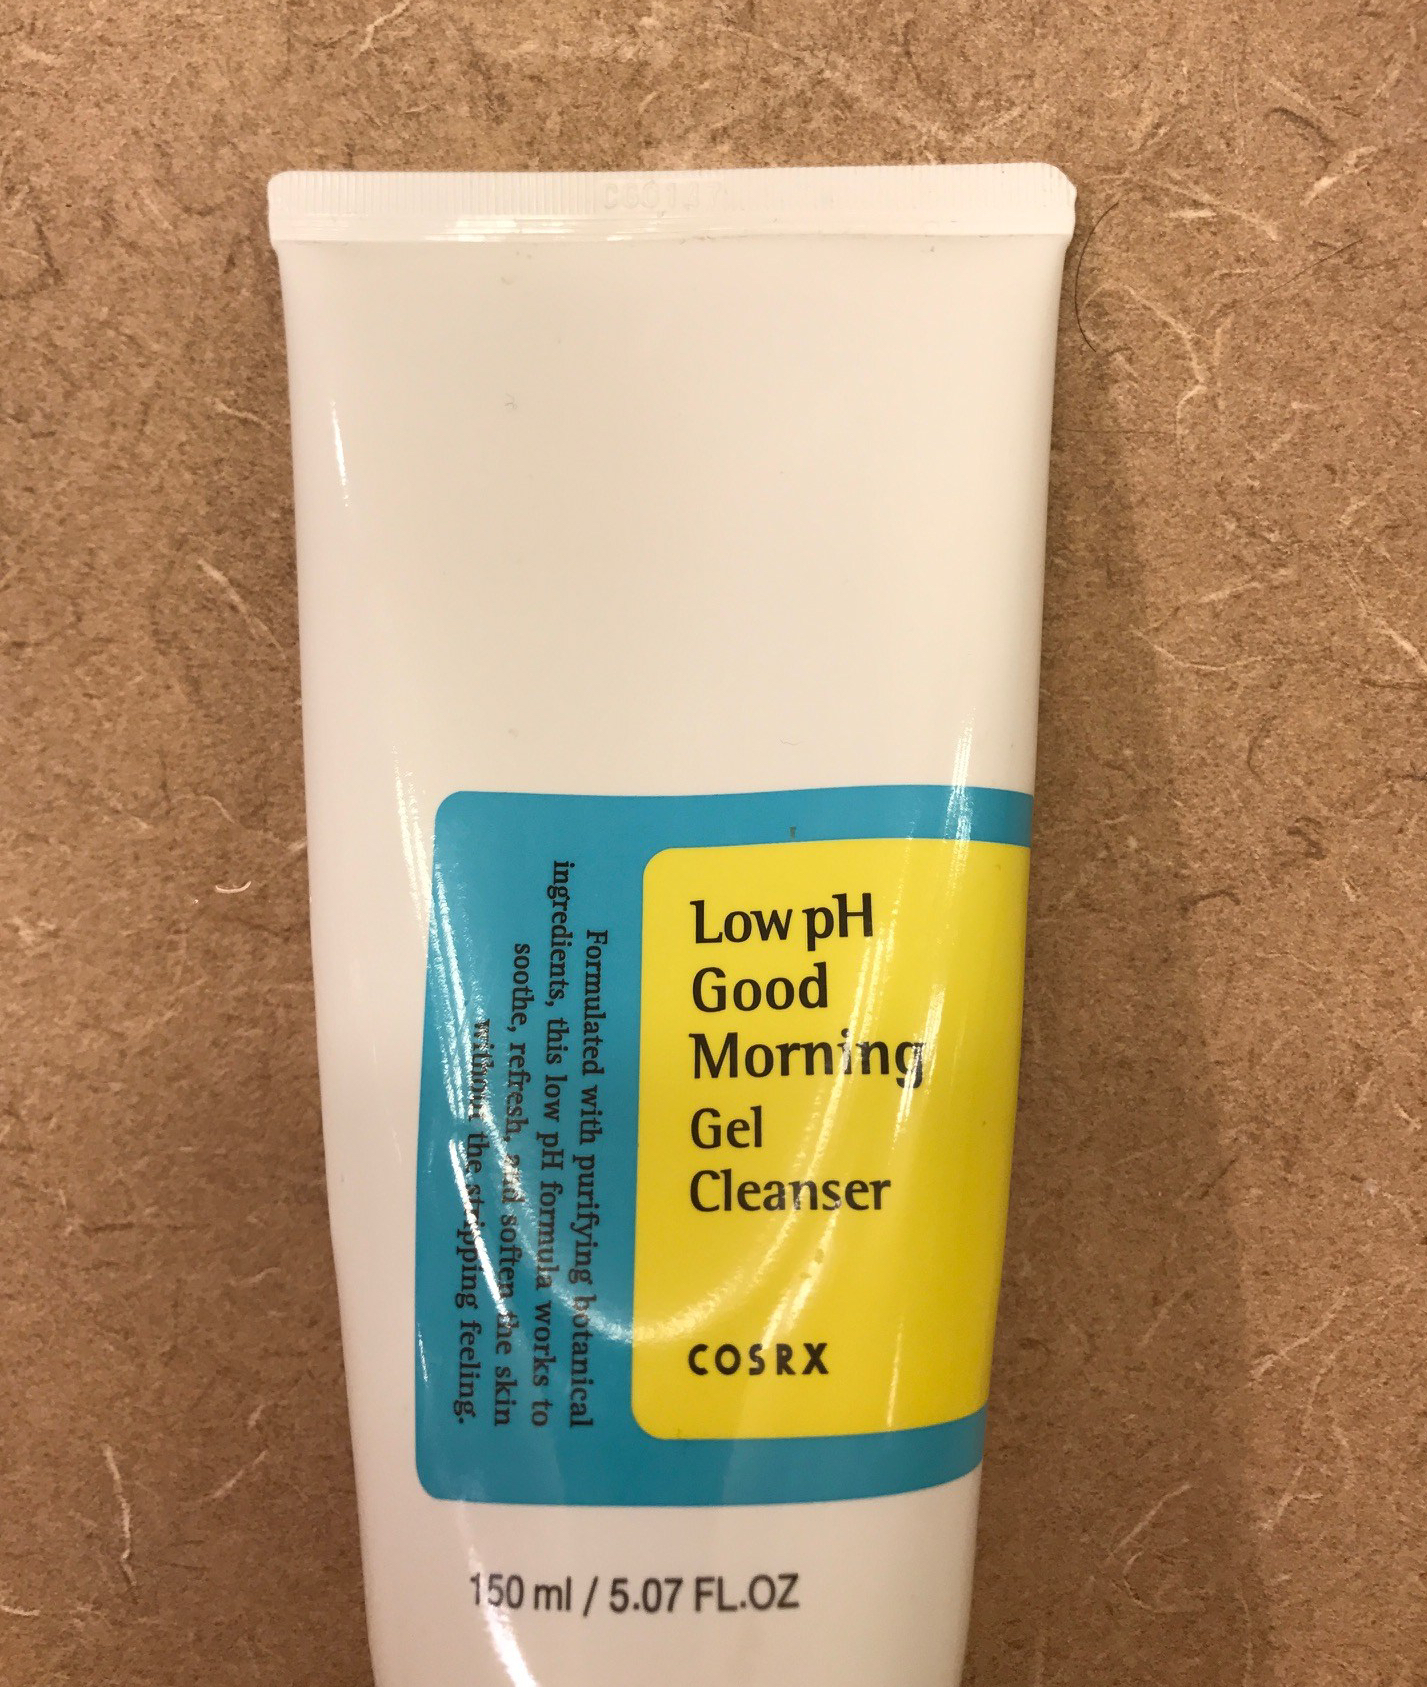 Low pH
Good
Morning
Gel
Cleanser
COSRX
Formulated with purifying botanical
ingredients, this low pH formula works to
soothe, refresh, and soften the skin
without the stripping feeling.
150 ml / 5.07 FL.OZ